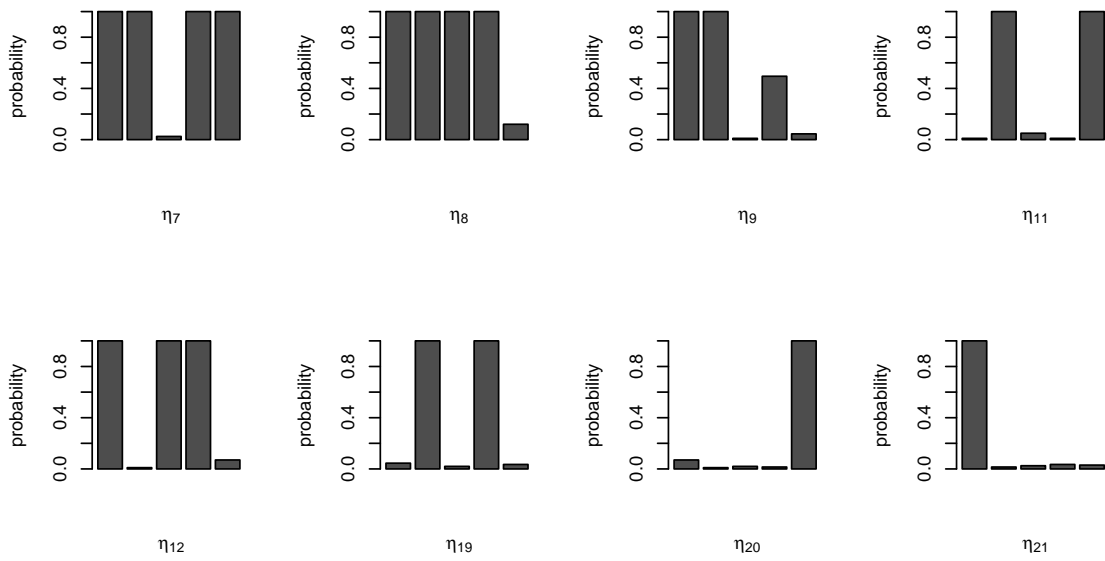 probability
0.0 0.4 0.8
η7
probability
0.0 0.4 0.8
η8
probability
0.0 0.4 0.8
η9
probability
0.0 0.4 0.8
η11
probability
0.0 0.4 0.8
η12
probability
0.0 0.4 0.8
η19
probability
0.0 0.4 0.8
η20
probability
0.0 0.4 0.8
η21